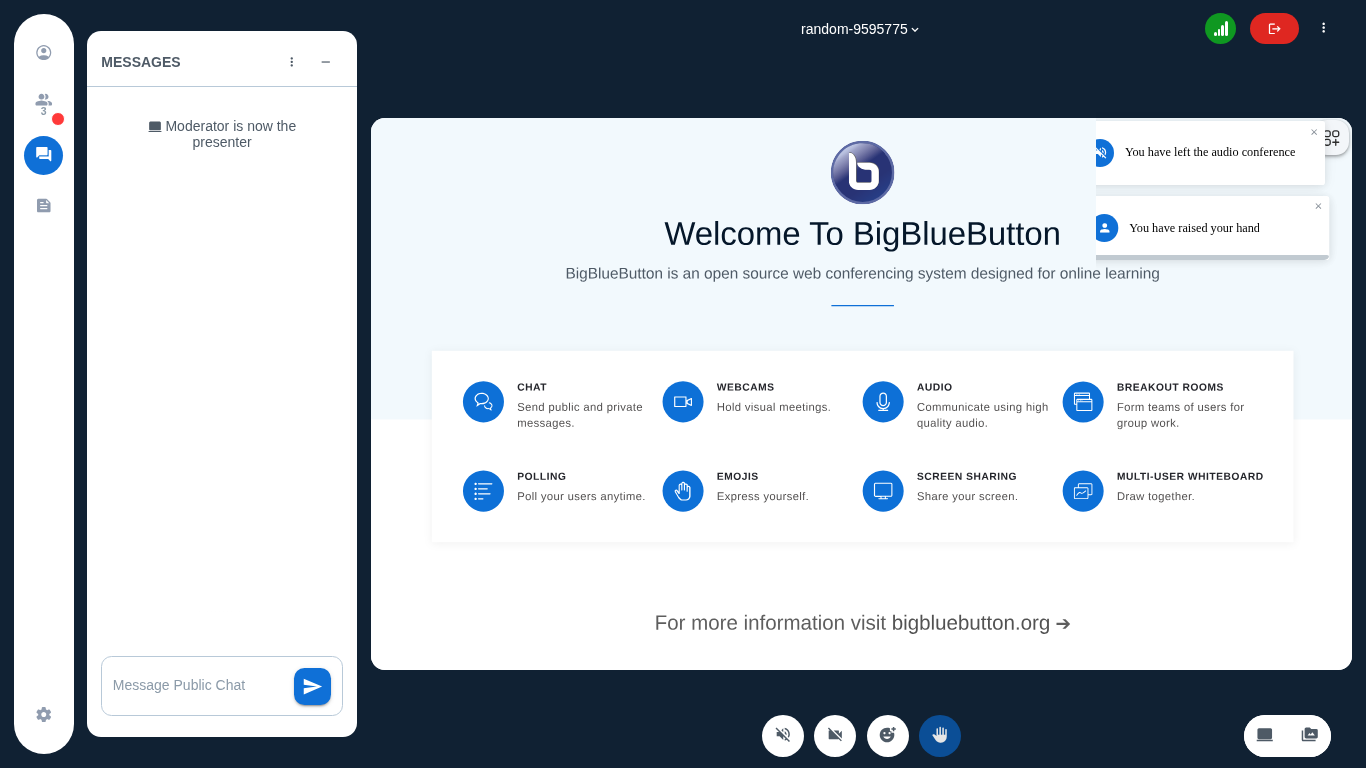 random-9595775
MESSAGES
3
Moderator is now the
presenter
Message Public Chat
You have left the audio conference
You have raised your hand
Welcome To BigBlueButton
BigBlueButton is an open source web conferencing system designed for online learning
CHAT
Send public and private
messages.
WEBCAMS
Hold visual meetings.
AUDIO
Communicate using high
quality audio.
BREAKOUT ROOMS
Form teams of users for
group work.
POLLING
Poll your users anytime.
EMOJIS
Express yourself.
SCREEN SHARING
Share your screen.
MULTI-USER WHITEBOARD
Draw together.
For more information visit bigbluebutton.org ➔